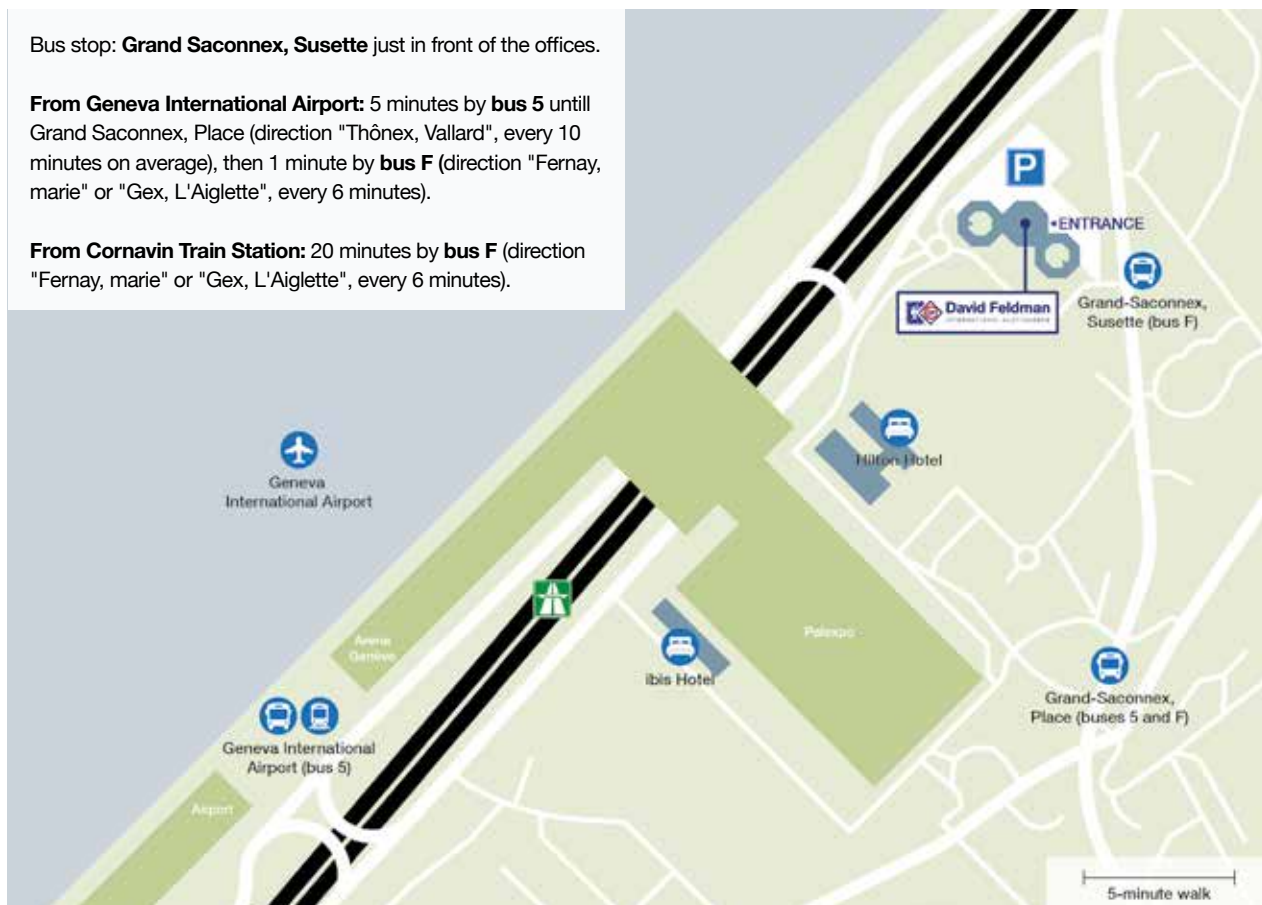 Bus stop: Grand Saconnex, Susette just in front of the offices.
From Geneva International Airport: 5 minutes by bus 5 untill
Grand Saconnex, Place (direction "Thônex, Vallard", every 10
minutes on average), then 1 minute by bus F (direction "Fernay,
marie" or "Gex, L'Aiglette", every 6 minutes).
From Cornavin Train Station: 20 minutes by bus F (direction
"Fernay, marie" or "Gex, L'Aiglette", every 6 minutes).
P
ENTRANCE
David Feldman
INTERNATIONAL AUCTIONEERS
Grand-Saconnex,
Susette (bus F)
Hilton Hotel
Geneva
International Airport
Arena
Genève
ibis Hotel
Palexpo
Grand-Saconnex,
Place (buses 5 and F)
Geneva International
Airport (bus 5)
Airport
5-minute walk